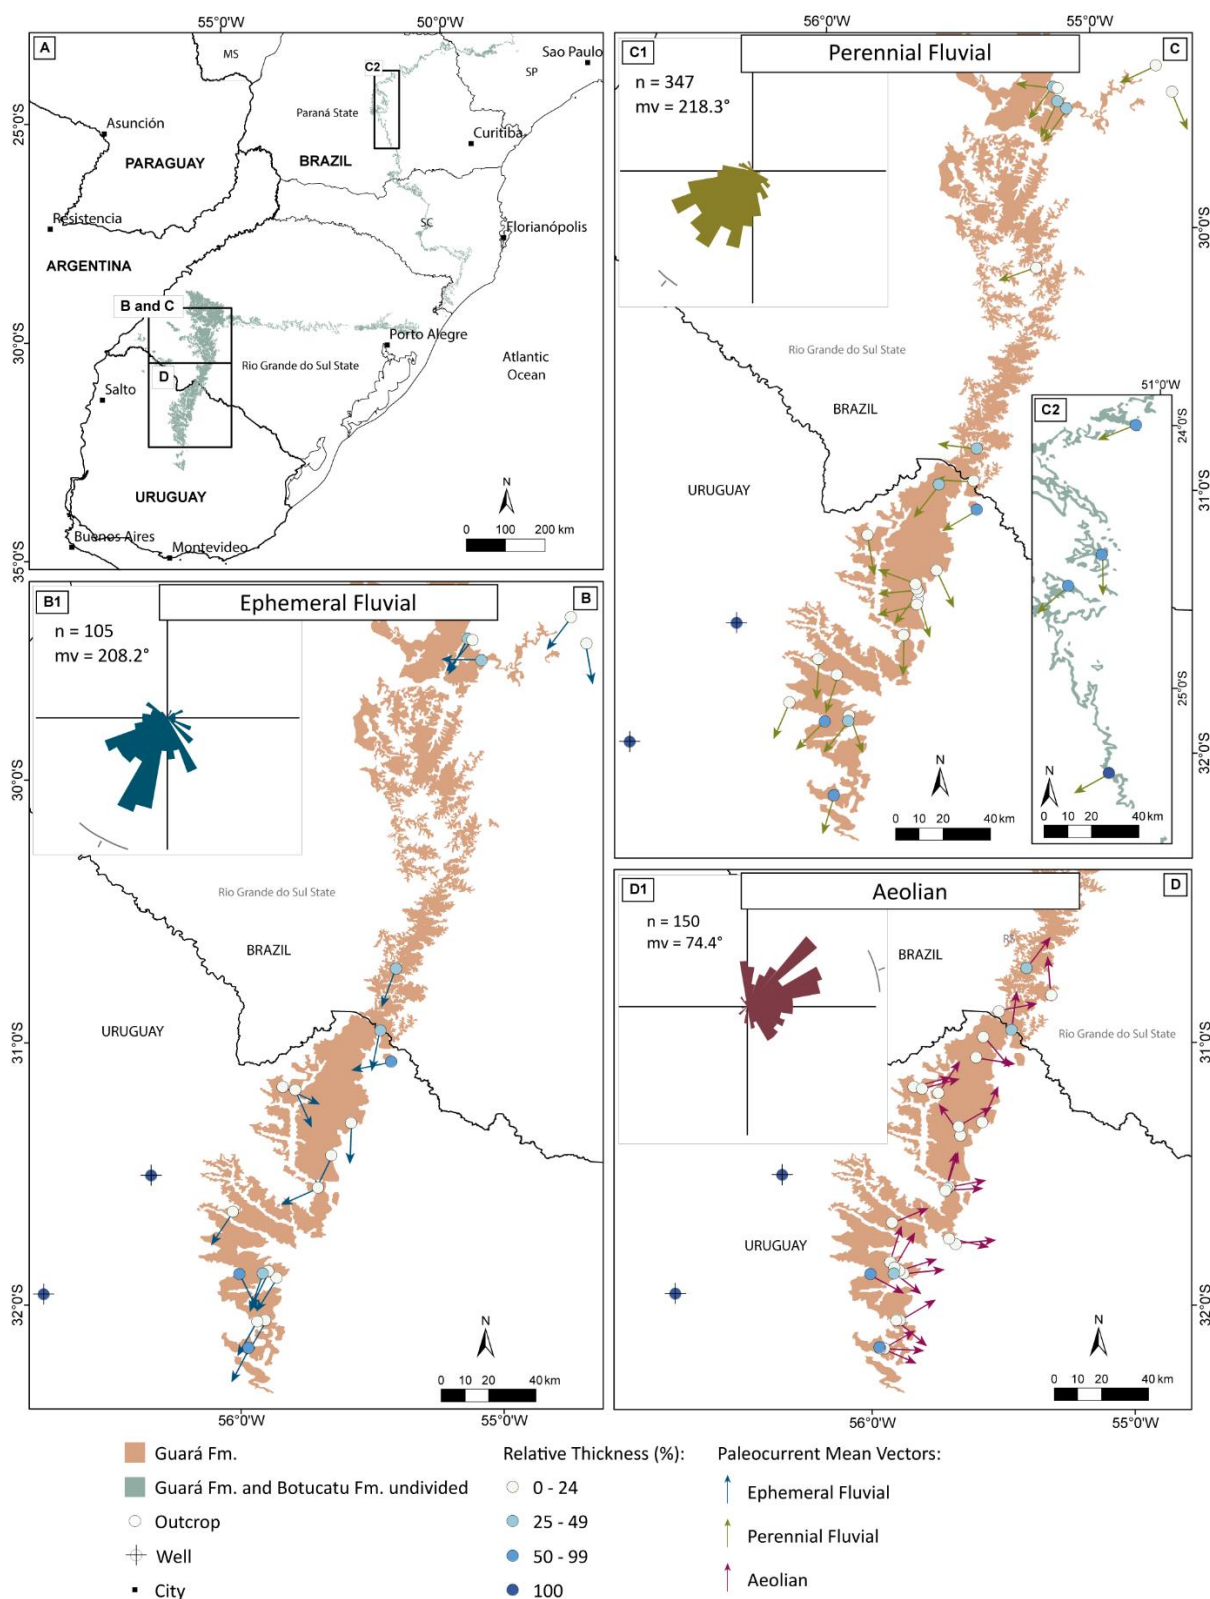 55°0'W
50°0'W
A
MS
C2
Sao Paulo
SP
25°0'S
Asunción
Paraná State
Curitiba
PARAGUAY
BRAZIL
Resistencia
SC
Florianópolis
ARGENTINA
B and C
30°0'S
Porto Alegre
D
Rio Grande do Sul State
Atlantic
Ocean
Salto
URUGUAY
N
0 100 200 km
Buenos Aires
Montevideo
35°0'S
B1
Ephemeral Fluvial
B
n = 105
mv = 208.2°
30°0'S
Rio Grande do Sul State
BRAZIL
31°0'S
URUGUAY
32°0'S
N
0 10 20 40 km
56°0'W
55°0'W
56°0'W
55°0'W
C1
Perennial Fluvial
C
n = 347
mv = 218.3°
30°0'S
Rio Grande do Sul State
BRAZIL
51°0'W
C2
24°0'S
31°0'S
URUGUAY
25°0'S
32°0'S
N
0 10 20 40 km
N
0 10 20 40 km
D1
Aeolian
D
n = 150
mv = 74.4°
RS
BRAZIL
Rio Grande do Sul State
31°0'S
URUGUAY
32°0'S
N
0 10 20 40 km
56°0'W
55°0'W
Guará Fm.
Guará Fm. and Botucatu Fm. undivided
Outcrop
Well
City
Relative Thickness (%):
0 - 24
25 - 49
50 - 99
100
Paleocurrent Mean Vectors:
Ephemeral Fluvial
Perennial Fluvial
Aeolian